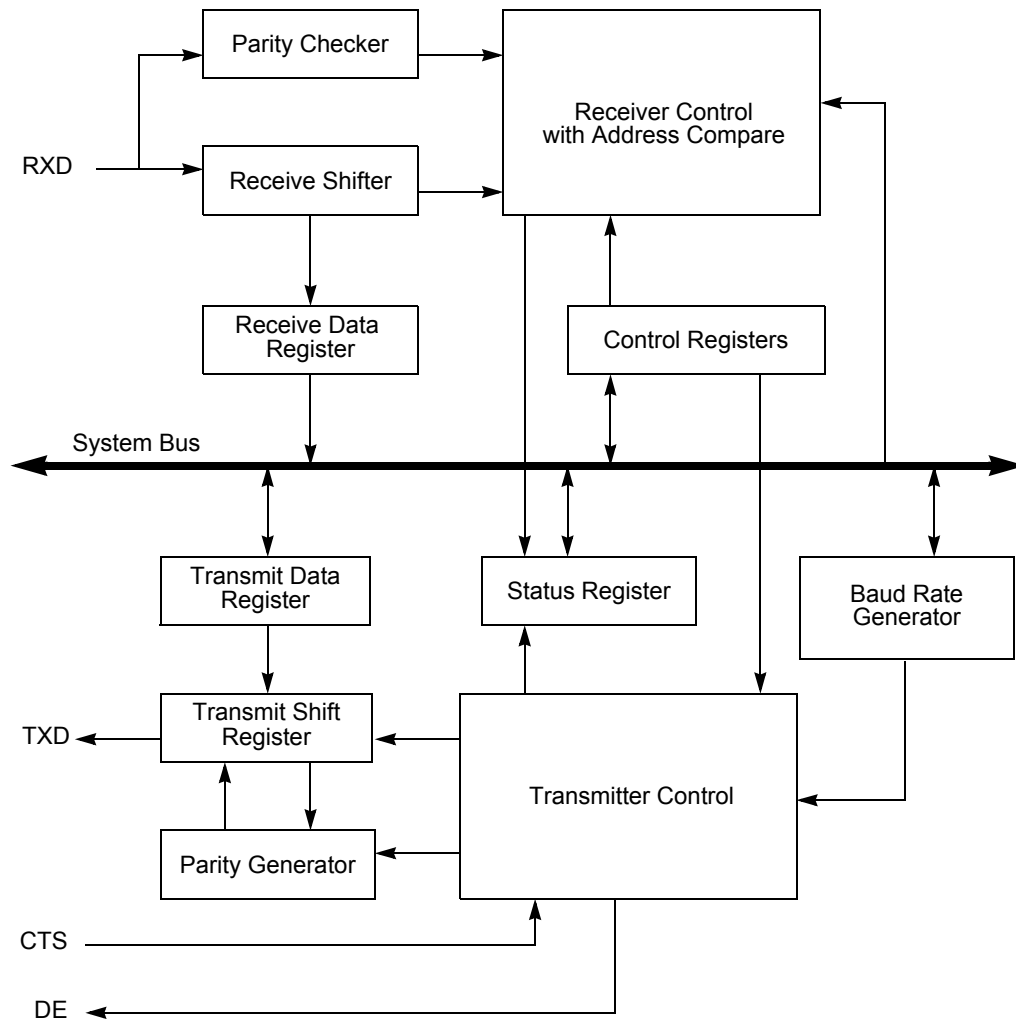 Parity Checker
Receiver Control
with Address Compare
RXD
Receive Shifter
Receive Data
Register
Control Registers
System Bus
Transmit Data
Register
Status Register
Baud Rate
Generator
Transmit Shift
Register
TXD
Transmitter Control
Parity Generator
CTS
DE